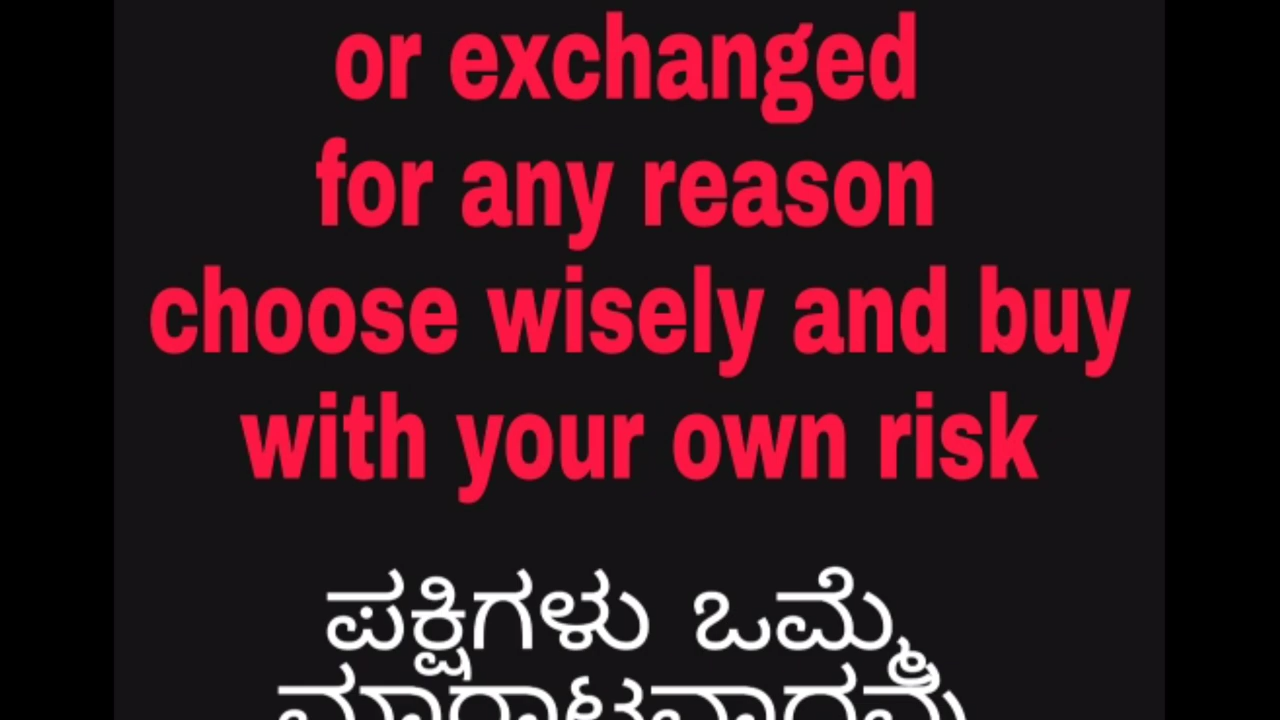 or exchanged
for any reason
choose wisely and buy
with your own risk
ಪಕ್ಷಿಗಳು ಒಮ್ಮೆ